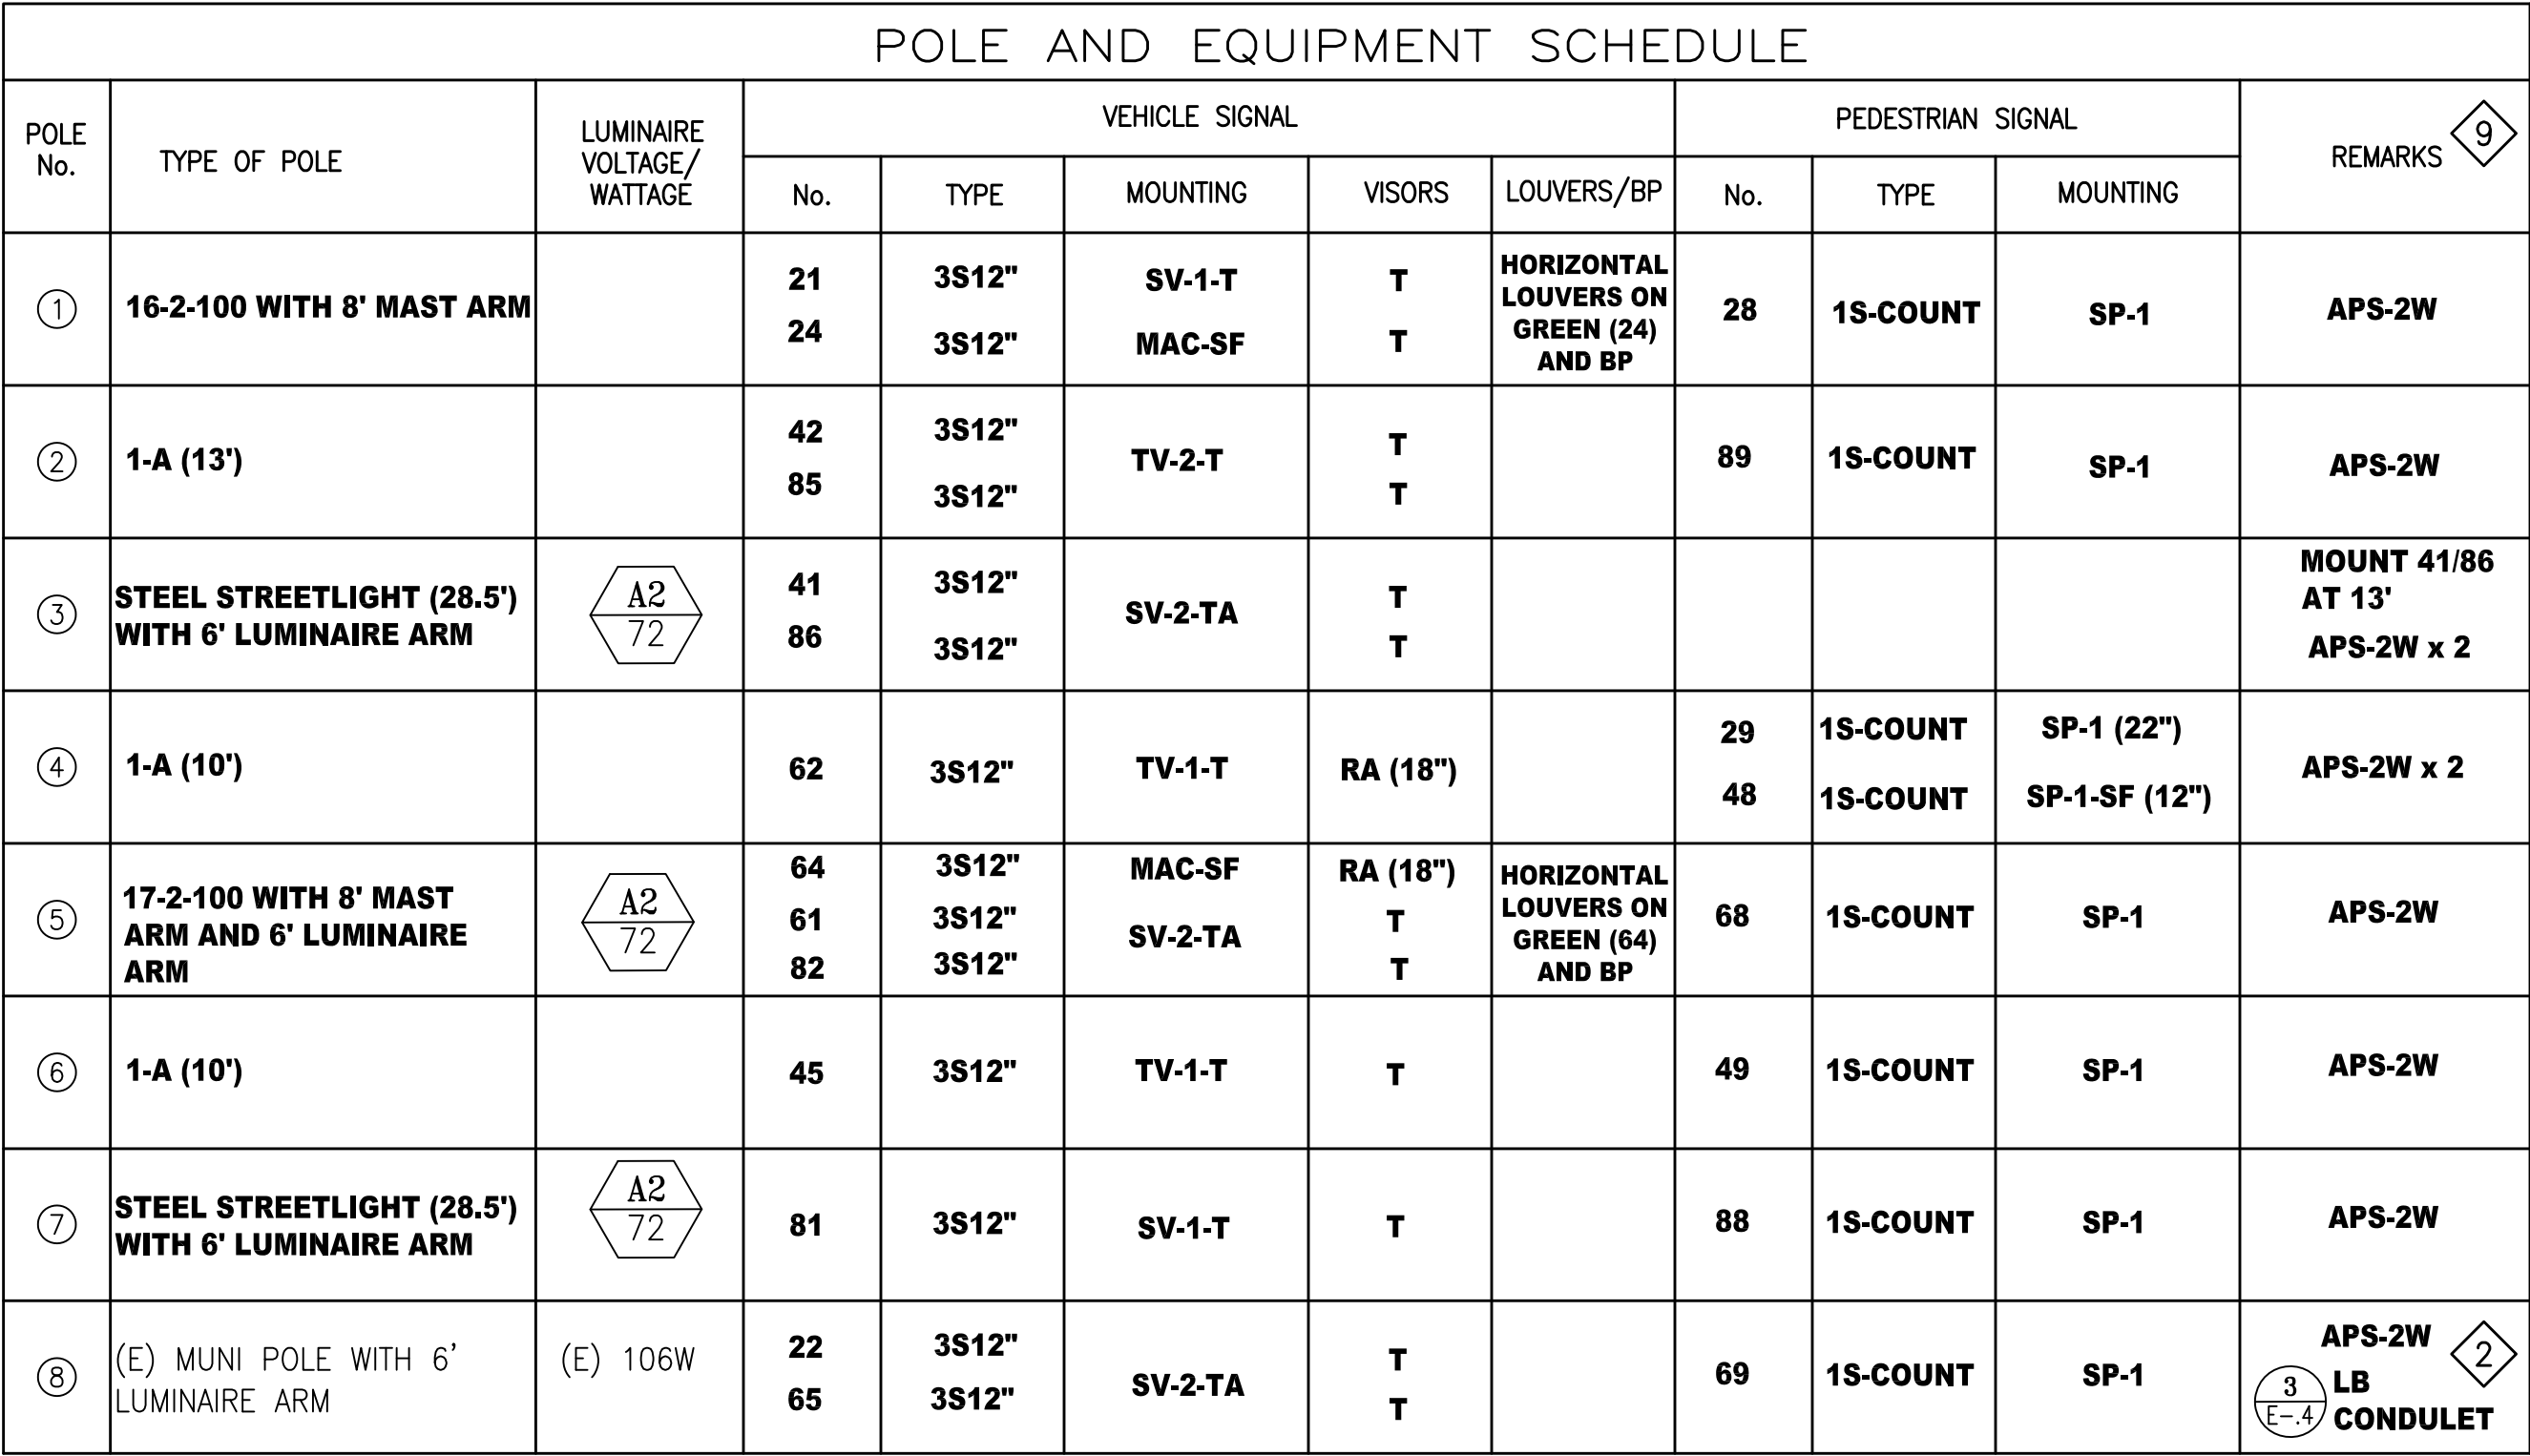 POLE AND EQUIPMENT SCHEDULE
POLE
No.
TYPE OF POLE
LUMINAIRE
VOLTAGE/
WATTAGE
VEHICLE SIGNAL
No.
TYPE
MOUNTING
VISORS
LOUVERS/BP
PEDESTRIAN SIGNAL
No.
TYPE
MOUNTING
REMARKS
9
1
16-2-100 WITH 8' MAST ARM
21
24
3S12"
3S12"
SV-1-T
MAC-SF
T
T
HORIZONTAL
LOUVERS ON
GREEN (24)
AND BP
28
1S-COUNT
SP-1
APS-2W
2
1-A (13')
42
85
3S12"
3S12"
TV-2-T
T
T
89
1S-COUNT
SP-1
APS-2W
3
STEEL STREETLIGHT (28.5')
WITH 6' LUMINAIRE ARM
A2
72
41
86
3S12"
3S12"
SV-2-TA
T
T
MOUNT 41/86
AT 13'
APS-2W x 2
4
1-A (10')
62
3S12"
TV-1-T
RA (18")
29
48
1S-COUNT
1S-COUNT
SP-1 (22")
SP-1-SF (12")
APS-2W x 2
5
17-2-100 WITH 8' MAST
ARM AND 6' LUMINAIRE
ARM
A2
72
64
61
82
3S12"
3S12"
3S12"
MAC-SF
SV-2-TA
RA (18")
T
T
HORIZONTAL
LOUVERS ON
GREEN (64)
AND BP
68
1S-COUNT
SP-1
APS-2W
6
1-A (10')
45
3S12"
TV-1-T
T
49
1S-COUNT
SP-1
APS-2W
7
STEEL STREETLIGHT (28.5')
WITH 6' LUMINAIRE ARM
A2
72
81
3S12"
SV-1-T
T
88
1S-COUNT
SP-1
APS-2W
8
(E) MUNI POLE WITH 6'
LUMINAIRE ARM
(E) 106W
22
65
3S12"
3S12"
SV-2-TA
T
T
69
1S-COUNT
SP-1
APS-2W
2
3
E-.4
LB
CONDULET